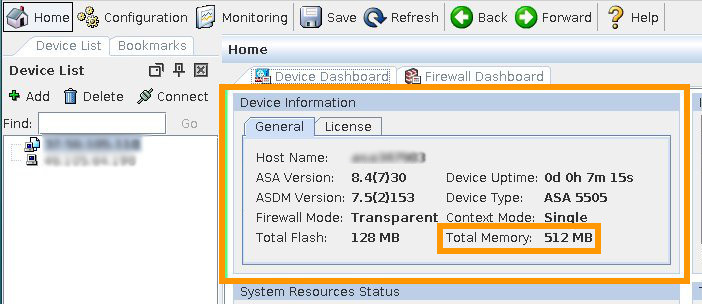 Home Configuration Monitoring Save Refresh Back Forward ? Help
Device List Bookmarks
Device List
Add Delete Connect
Find: Go
Home
Device Dashboard Firewall Dashboard
Device Information
General License
Host Name:
ASA Version: 8.4(7)30 Device Uptime: 0d 0h 7m 15s
ASDM Version: 7.5(2)153 Device Type: ASA 5505
Firewall Mode: Transparent Context Mode: Single
Total Flash: 128 MB Total Memory: 512 MB
System Resources Status